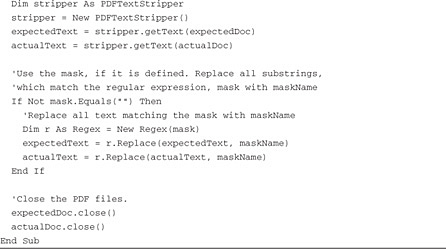 Dim stripper As PDFTextStripper
stripper = New PDFTextStripper()
expectedText = stripper.getText(expectedDoc)
actualText = stripper.getText(actualDoc)

'Use the mask, if it is defined. Replace all substrings,
'which match the regular expression, mask with maskName
If Not mask.Equals("") Then
'Replace all text matching the mask with maskName
Dim r As Regex = New Regex(mask)
expectedText = r.Replace(expectedText, maskName)
actualText = r.Replace(actualText, maskName)
End If

'Close the PDF files.
expectedDoc.close()
actualDoc.close()
End Sub